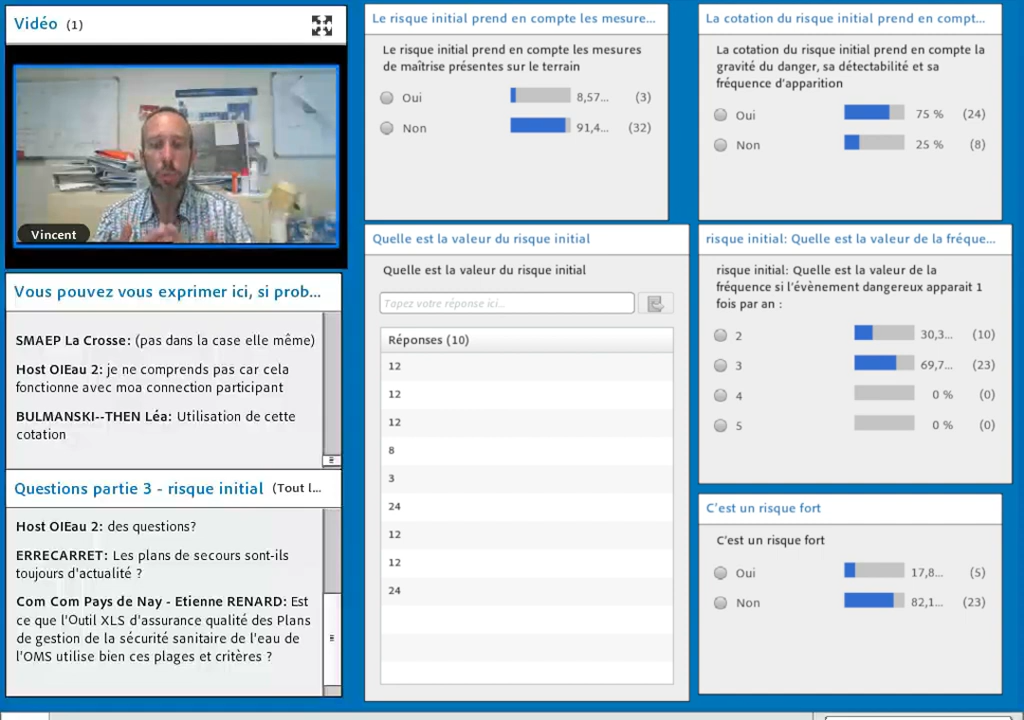 Vidéo (1)
Vincent
Vous pouvez vous exprimer ici, si prob...
SMAEP La Crosse: (pas dans la case elle même)
Host OIEau 2: je ne comprends pas car cela
fonctionne avec moa connection participant
BULMANSKI--THEN Léa: Utilisation de cette
cotation
Questions partie 3 - risque initial (Tout l...
Host OIEau 2: des questions?
ERRECARRET: Les plans de secours sont-ils
toujours d'actualité ?
Com Com Pays de Nay - Etienne RENARD: Est
ce que l'Outil XLS d'assurance qualité des Plans
de gestion de la sécurité sanitaire de l'eau de
l'OMS utilise bien ces plages et critères ?
Le risque initial prend en compte les mesure...
Le risque initial prend en compte les mesures
de maîtrise présentes sur le terrain
Oui 8,57... (3)
Non 91,4... (32)
Quelle est la valeur du risque initial
Quelle est la valeur du risque initial
Tapez votre réponse ici...
Réponses (10)
12
12
12
8
3
24
12
12
24
La cotation du risque initial prend en compt...
La cotation du risque initial prend en compte la
gravité du danger, sa détectabilité et sa
fréquence d'apparition
Oui 75 % (24)
Non 25 % (8)
risque initial: Quelle est la valeur de la fréque...
risque initial: Quelle est la valeur de la
fréquence si l'évènement dangereux apparait 1
fois par an :
2 30,3... (10)
3 69,7... (23)
4 0 % (0)
5 0 % (0)
C'est un risque fort
C'est un risque fort
Oui 17,8... (5)
Non 82,1... (23)